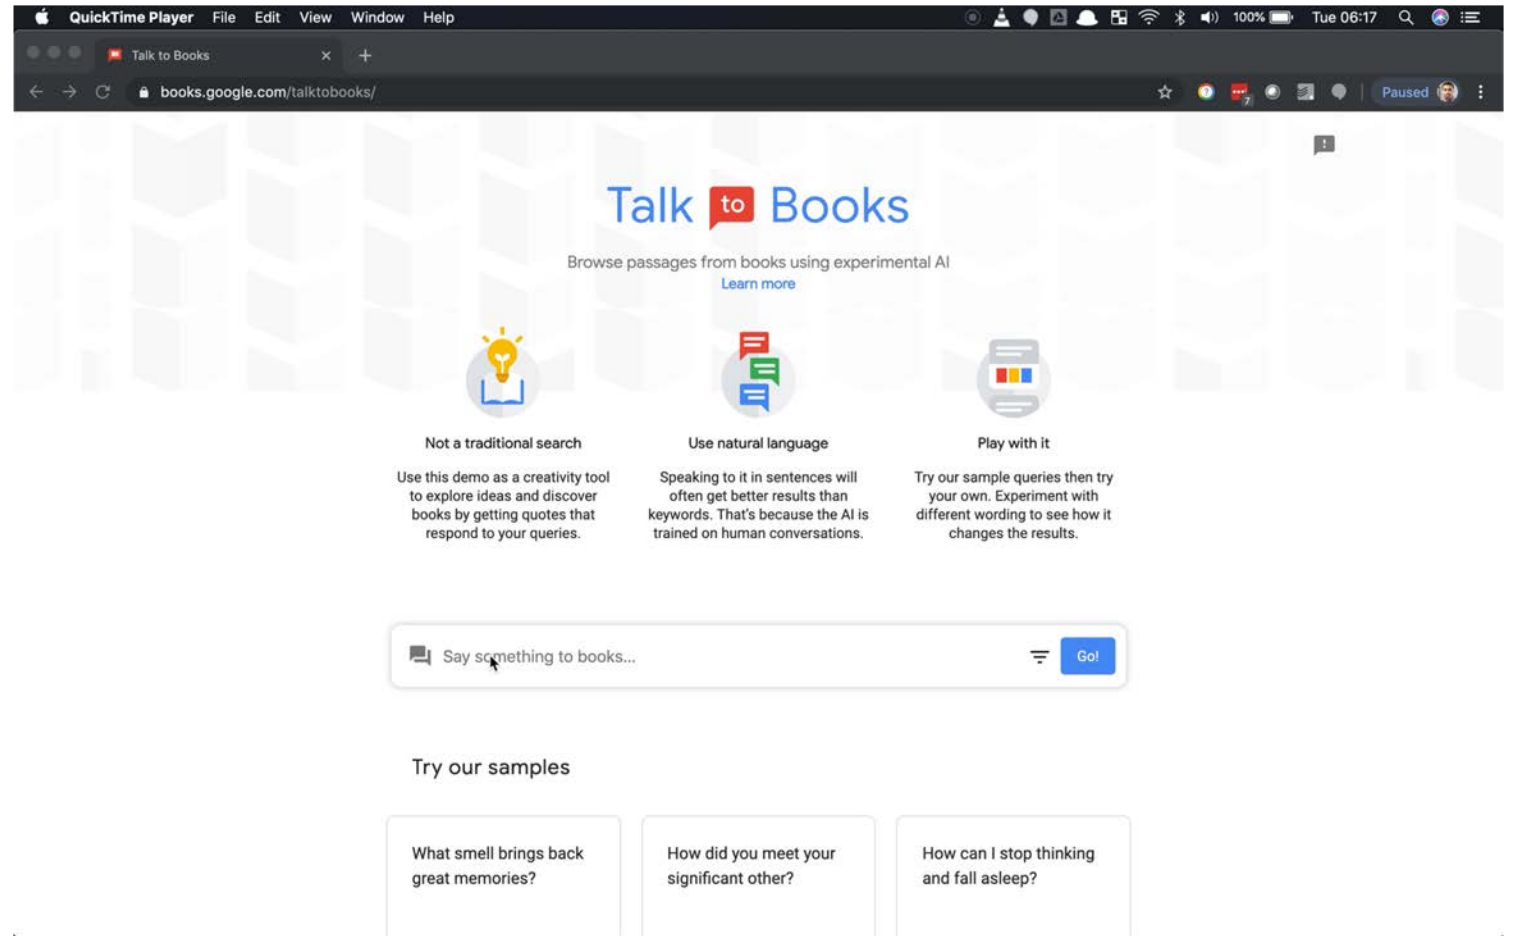 QuickTime Player File Edit View Window Help 100% Tue 06:17
Talk to Books
books.google.com/talktobooks/ 7 Paused
Talk to Books
Browse passages from books using experimental AI
Learn more
Not a traditional search
Use this demo as a creativity tool
to explore ideas and discover
books by getting quotes that
respond to your queries.
Use natural language
Speaking to it in sentences will
often get better results than
keywords. That's because the AI is
trained on human conversations.
Play with it
Try our sample queries then try
your own. Experiment with
different wording to see how it
changes the results.
Say something to books...
Go!
Try our samples
What smell brings back
great memories?
How did you meet your
significant other?
How can I stop thinking
and fall asleep?